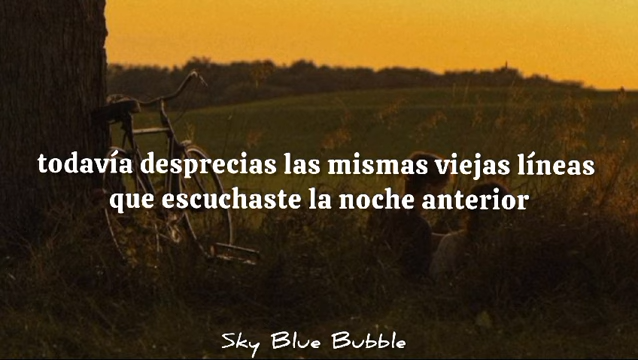 todavía desprecias las mismas viejas líneas
que escuchaste la noche anterior
Sky Blue Bubble